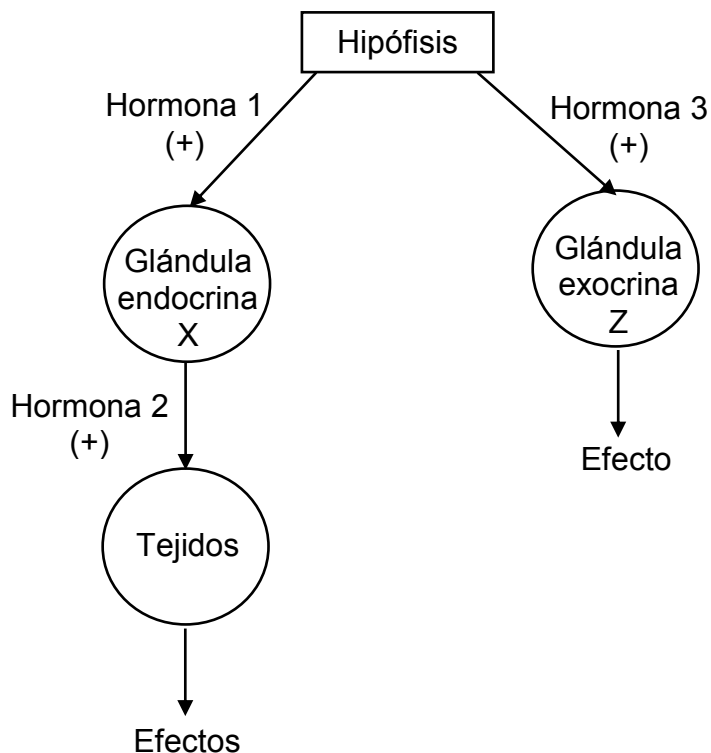 Hipófisis
Hormona 1
(+)
Hormona 3
(+)
Glándula
endocrina
X
Glándula
exocrina
Z
Hormona 2
(+)
Efecto
Tejidos
Efectos